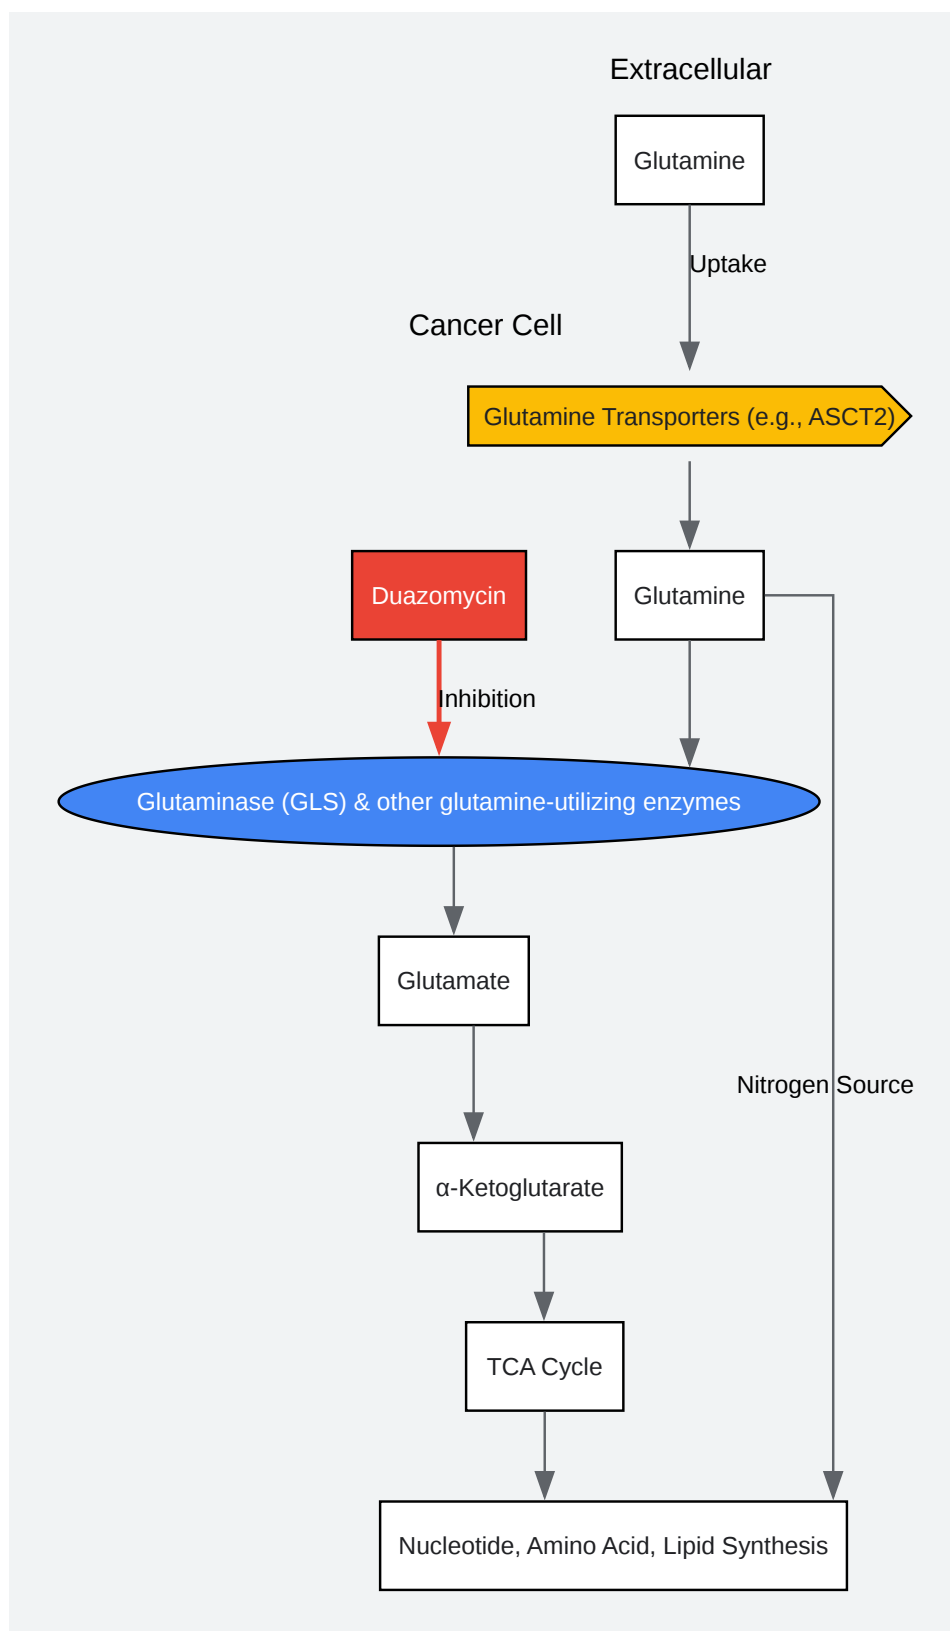 Extracellular
Glutamine
Uptake
Cancer Cell
Glutamine Transporters (e.g., ASCT2)
Duazomycin
Glutamine
Inhibition
Glutaminase (GLS) & other glutamine-utilizing enzymes
Glutamate
Nitrogen Source
α-Ketoglutarate
TCA Cycle
Nucleotide, Amino Acid, Lipid Synthesis